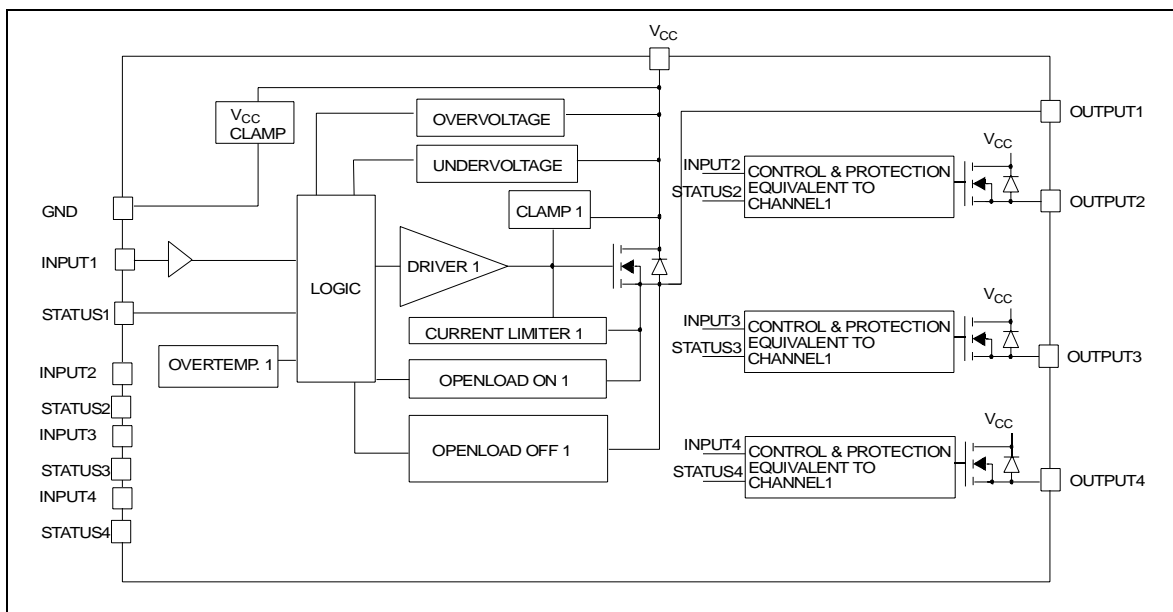 VCC
VCC
CLAMP
OVERVOLTAGE
UNDERVOLTAGE
CLAMP 1
GND
INPUT1
STATUS1
LOGIC
DRIVER 1
CURRENT LIMITER 1
OVERTEMP. 1
OPENLOAD ON 1
OPENLOAD OFF 1
INPUT2
STATUS2
INPUT3
STATUS3
INPUT4
STATUS4
OUTPUT1
VCC
INPUT2
STATUS2
CONTROL & PROTECTION
EQUIVALENT TO
CHANNEL1
OUTPUT2
VCC
INPUT3
STATUS3
CONTROL & PROTECTION
EQUIVALENT TO
CHANNEL1
OUTPUT3
VCC
INPUT4
STATUS4
CONTROL & PROTECTION
EQUIVALENT TO
CHANNEL1
OUTPUT4